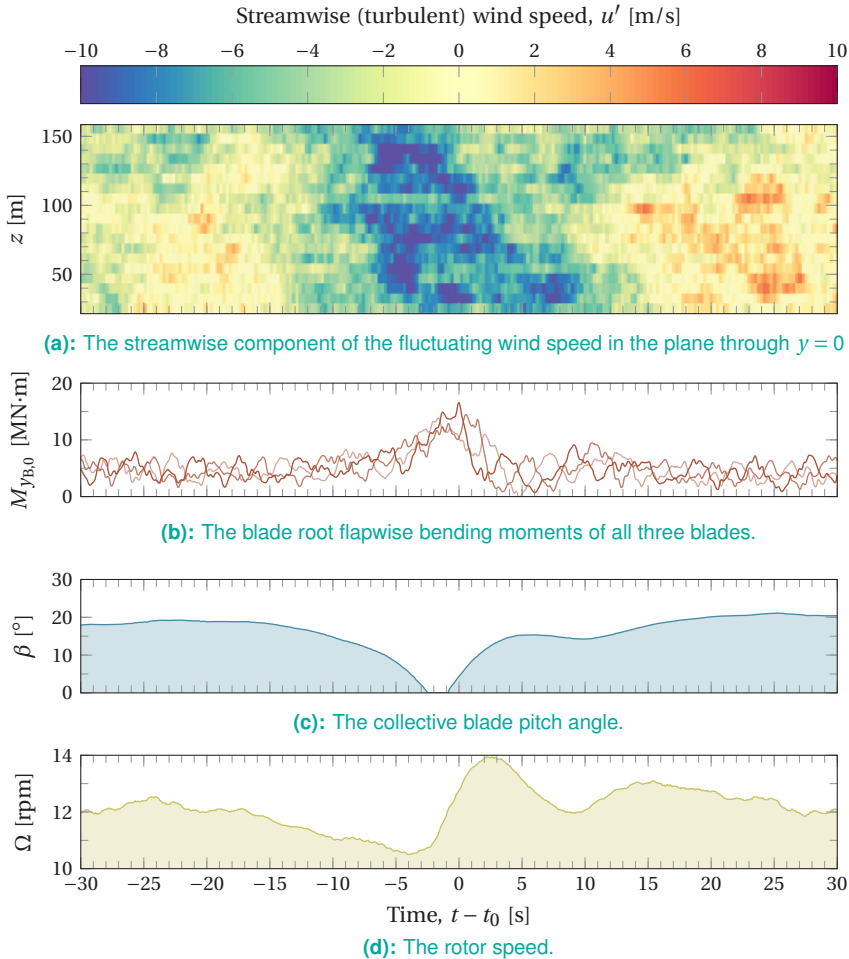 Streamwise (turbulent) wind speed, u′ [m/s]
−10 −8 −6 −4 −2 0 2 4 6 8 10
z [m]
150
100
50
(a): The streamwise component of the fluctuating wind speed in the plane through y = 0
M_{y_{B,0}} [MN·m]
20
10
0
(b): The blade root flapwise bending moments of all three blades.
β [°]
30
20
10
0
(c): The collective blade pitch angle.
Ω [rpm]
14
12
10
−30 −25 −20 −15 −10 −5 0 5 10 15 20 25 30
Time, t − t₀ [s]
(d): The rotor speed.